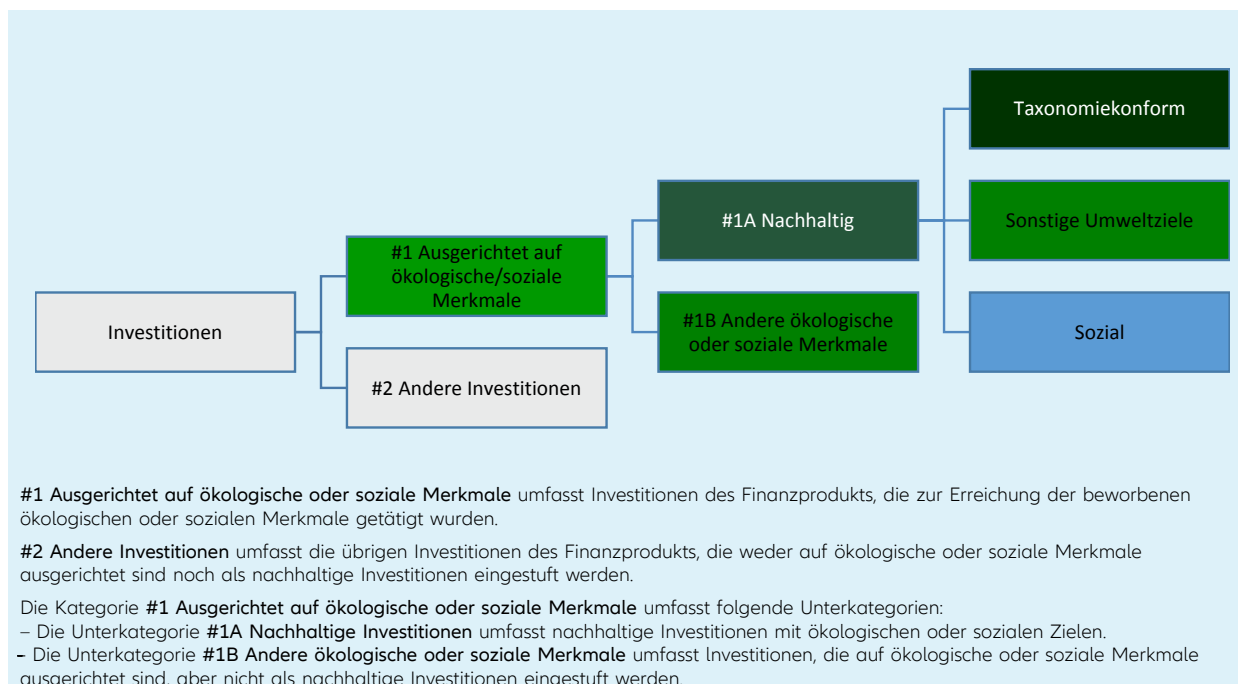 Taxonomiekonform
#1A Nachhaltig
Sonstige Umweltziele
#1 Ausgerichtet auf
ökologische/soziale
Merkmale
#1B Andere ökologische
oder soziale Merkmale
Investitionen
Sozial
#2 Andere Investitionen
#1 Ausgerichtet auf ökologische oder soziale Merkmale umfasst Investitionen des Finanzprodukts, die zur Erreichung der beworbenen
ökologischen oder sozialen Merkmale getätigt wurden.
#2 Andere Investitionen umfasst die übrigen Investitionen des Finanzprodukts, die weder auf ökologische oder soziale Merkmale
ausgerichtet sind noch als nachhaltige Investitionen eingestuft werden.
Die Kategorie #1 Ausgerichtet auf ökologische oder soziale Merkmale umfasst folgende Unterkategorien:
– Die Unterkategorie #1A Nachhaltige Investitionen umfasst nachhaltige Investitionen mit ökologischen oder sozialen Zielen.
- Die Unterkategorie #1B Andere ökologische oder soziale Merkmale umfasst lnvestitionen, die auf ökologische oder soziale Merkmale
ausgerichtet sind, aber nicht als nachhaltige Investitionen eingestuft werden.